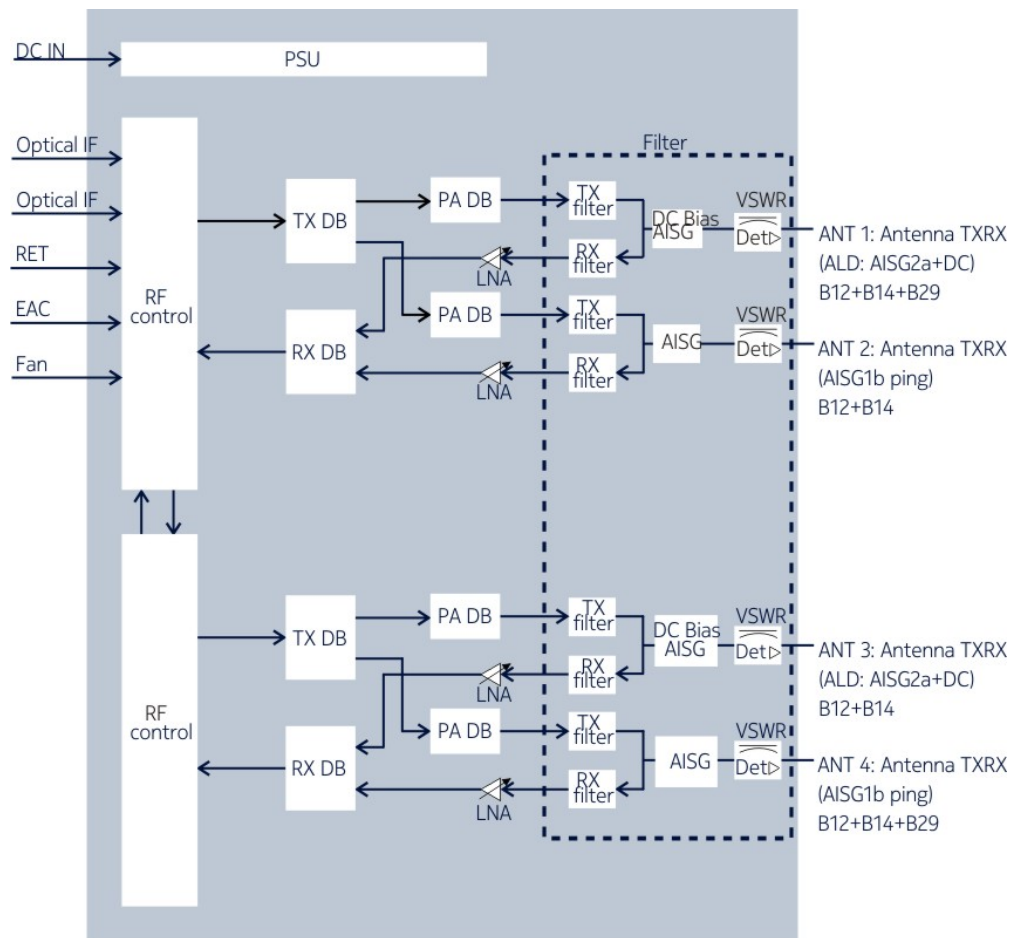 DC IN
PSU
Optical IF
Optical IF
RET
EAC
Fan
RF
control
Filter
TX DB
PA DB
TX
filter
DC Bias
AISG
VSWR
Det
ANT 1: Antenna TXRX
(ALD: AISG2a+DC)
B12+B14+B29
LNA
RX
filter
RX DB
PA DB
TX
filter
AISG
VSWR
Det
ANT 2: Antenna TXRX
(AISG1b ping)
B12+B14
LNA
RX
filter
RF
control
TX DB
PA DB
TX
filter
DC Bias
AISG
VSWR
Det
ANT 3: Antenna TXRX
(ALD: AISG2a+DC)
B12+B14
LNA
RX
filter
RX DB
PA DB
TX
filter
AISG
VSWR
Det
ANT 4: Antenna TXRX
(AISG1b ping)
B12+B14+B29
LNA
RX
filter